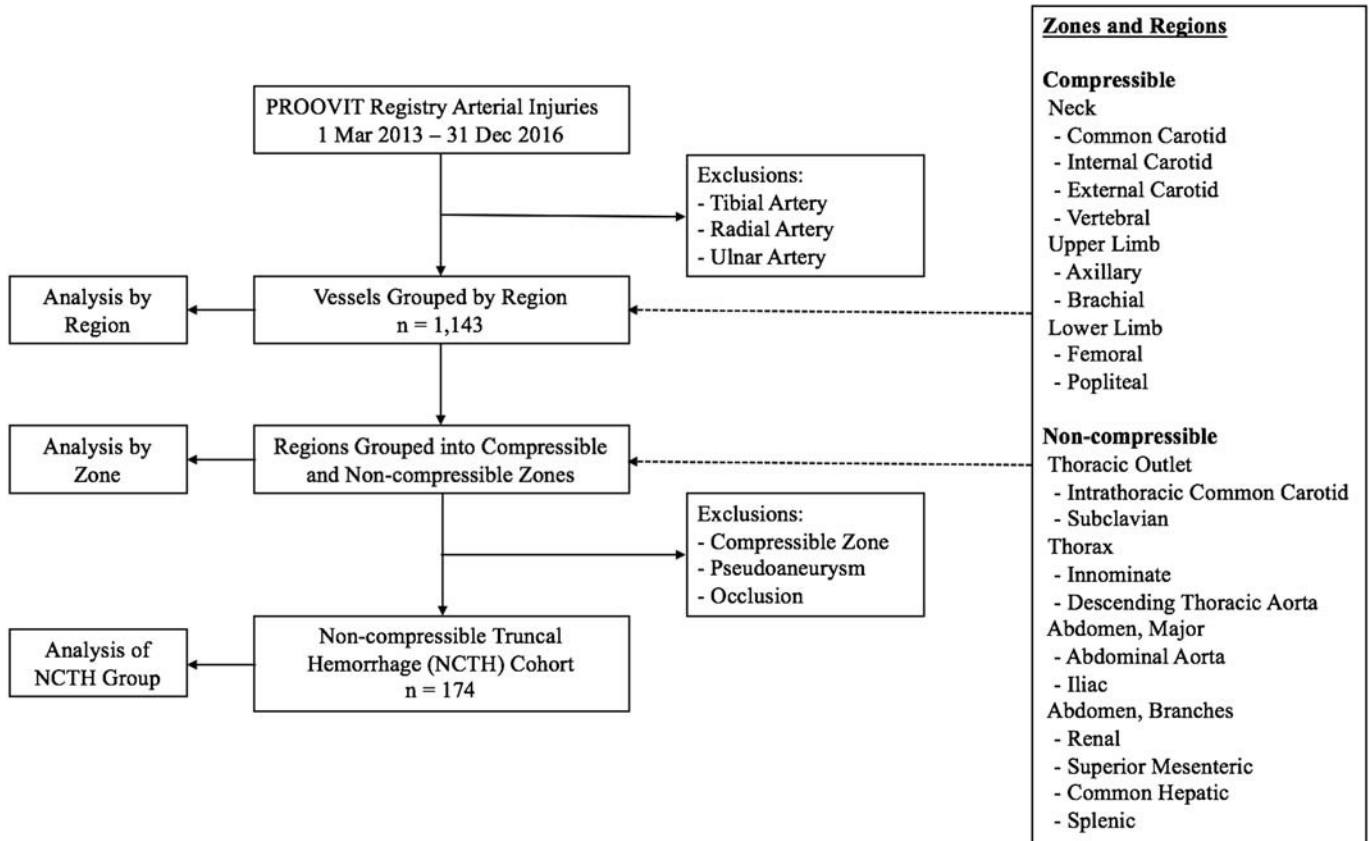 PROOVIT Registry Arterial Injuries
1 Mar 2013 – 31 Dec 2016
Exclusions:
- Tibial Artery
- Radial Artery
- Ulnar Artery
Analysis by
Region
Vessels Grouped by Region
n = 1,143
Analysis by
Zone
Regions Grouped into Compressible
and Non-compressible Zones
Exclusions:
- Compressible Zone
- Pseudoaneurysm
- Occlusion
Analysis of
NCTH Group
Non-compressible Truncal
Hemorrhage (NCTH) Cohort
n = 174
Zones and Regions
Compressible
Neck
- Common Carotid
- Internal Carotid
- External Carotid
- Vertebral
Upper Limb
- Axillary
- Brachial
Lower Limb
- Femoral
- Popliteal
Non-compressible
Thoracic Outlet
- Intrathoracic Common Carotid
- Subclavian
Thorax
- Innominate
- Descending Thoracic Aorta
Abdomen, Major
- Abdominal Aorta
- Iliac
Abdomen, Branches
- Renal
- Superior Mesenteric
- Common Hepatic
- Splenic